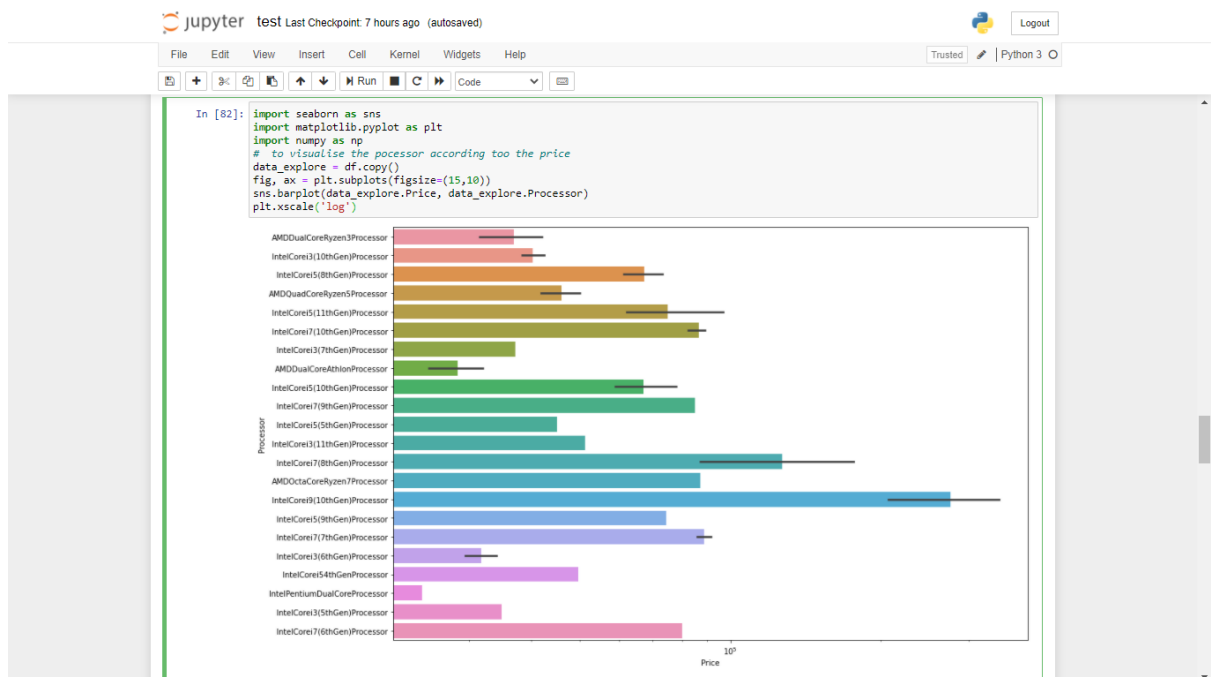 jupyter test Last Checkpoint: 7 hours ago (autosaved)
Logout
File Edit View Insert Cell Kernel Widgets Help
Trusted Python 3
Run Code
In [82]: import seaborn as sns
import matplotlib.pyplot as plt
import numpy as np
# to visualise the pocessor according too the price
data_explore = df.copy()
fig, ax = plt.subplots(figsize=(15,10))
sns.barplot(data_explore.Price, data_explore.Processor)
plt.xscale('log')
AMDDualCoreRyzen3Processor
IntelCorei3(10thGen)Processor
IntelCorei5(8thGen)Processor
AMDQuadCoreRyzen5Processor
IntelCorei5(11thGen)Processor
IntelCorei7(10thGen)Processor
IntelCorei3(7thGen)Processor
AMDDualCoreAthlonProcessor
IntelCorei5(10thGen)Processor
IntelCorei7(9thGen)Processor
IntelCorei5(5thGen)Processor
IntelCorei3(11thGen)Processor
IntelCorei7(8thGen)Processor
AMDOctaCoreRyzen7Processor
IntelCorei9(10thGen)Processor
IntelCorei5(9thGen)Processor
IntelCorei7(7thGen)Processor
IntelCorei3(6thGen)Processor
IntelCorei54thGenProcessor
IntelPentiumDualCoreProcessor
IntelCorei3(5thGen)Processor
IntelCorei7(6thGen)Processor
Processor
10⁵
Price